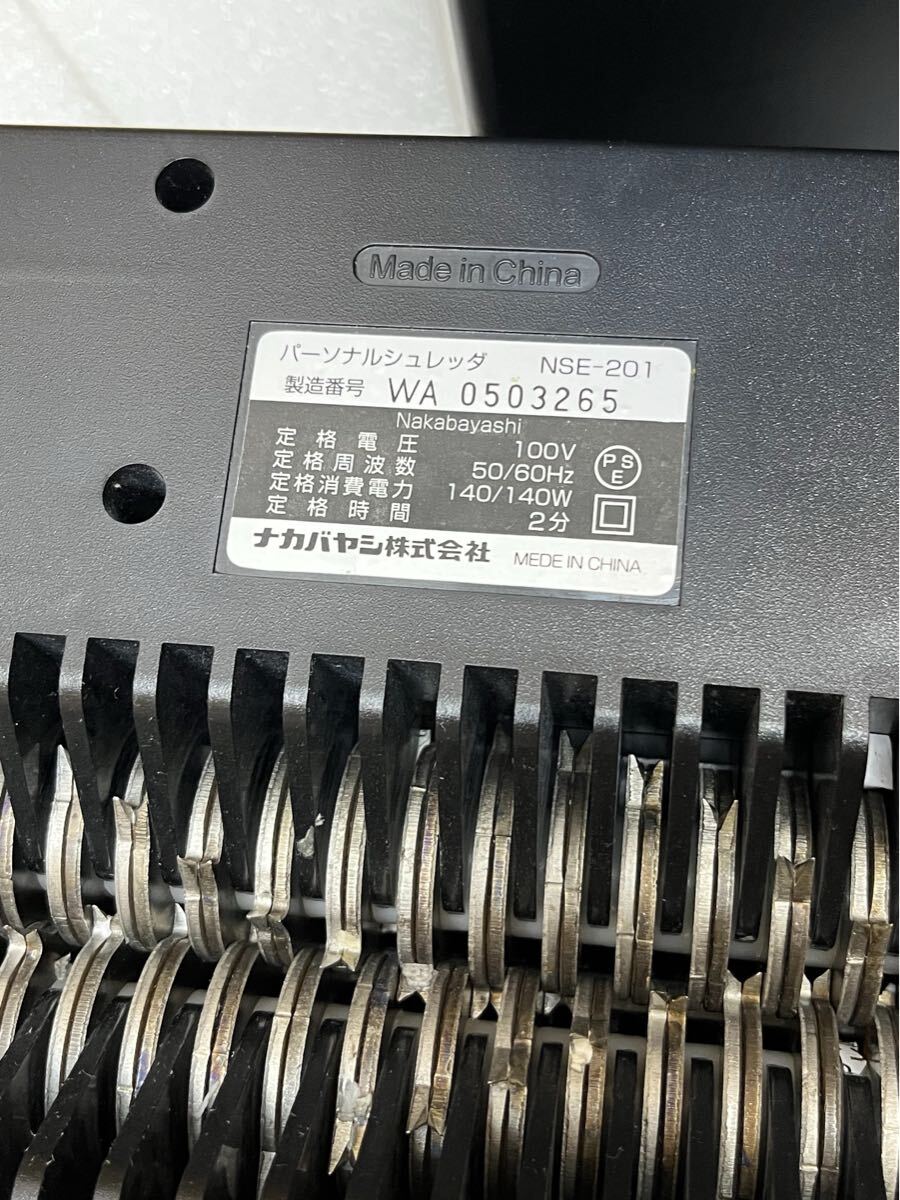 Made in China
パーソナルシュレッダ NSE-201
製造番号 WA 0503265
Nakabayashi
定格電圧 100V
定格周波数 50/60Hz
定格消費電力 140/140W
定格時間 2分
PSE
ナカバヤシ株式会社 MEDE IN CHINA